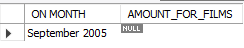 ON MONTH AMOUNT_FOR_FILMS
September 2005 NULL